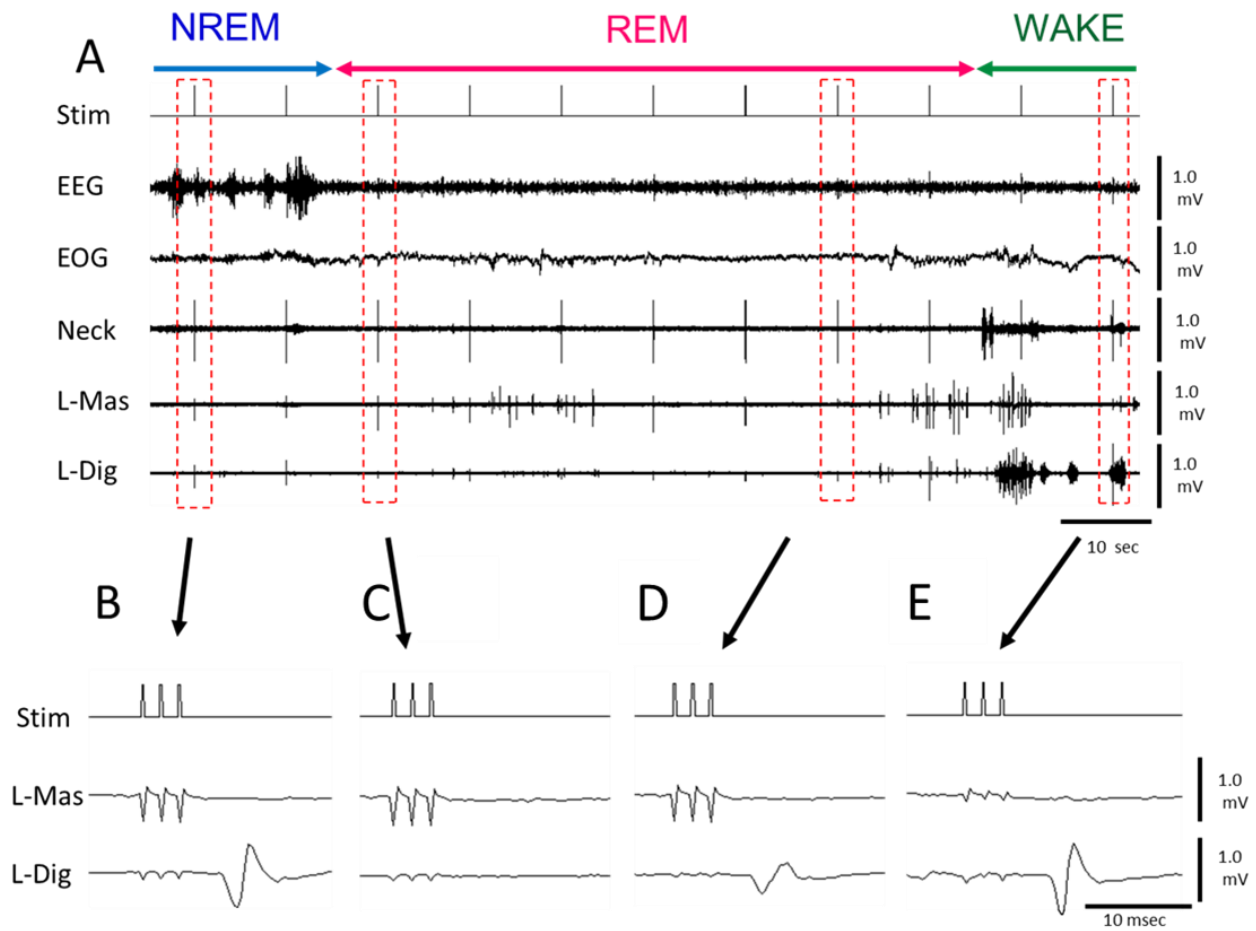 NREM REM WAKE
A
Stim
EEG 1.0 mV
EOG 1.0 mV
Neck 1.0 mV
L-Mas 1.0 mV
L-Dig 1.0 mV
10 sec
B C D E
Stim
L-Mas 1.0 mV
L-Dig 1.0 mV
10 msec